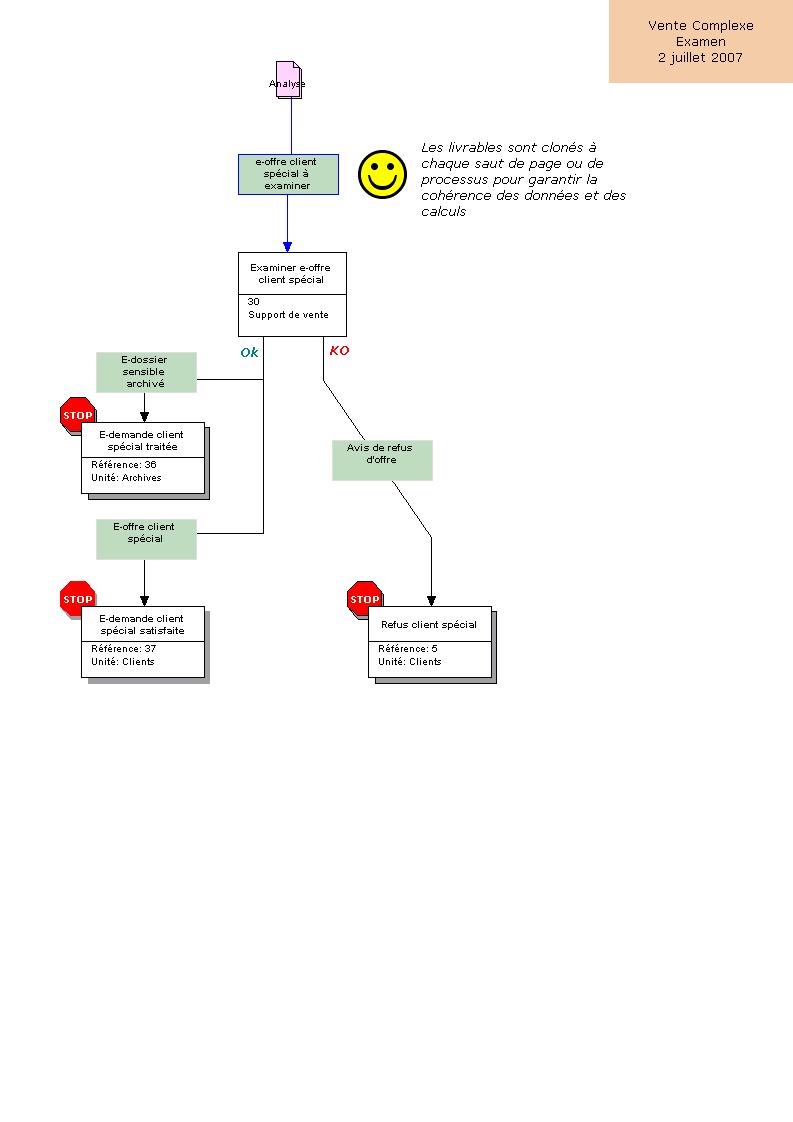 Vente Complexe
Examen
2 juillet 2007
Analyse
e-offre client
spécial à
examiner
Les livrables sont clonés à
chaque saut de page ou de
processus pour garantir la
cohérence des données et des
calculs
Examiner e-offre
client spécial
30
Support de vente
Ok
KO
E-dossier
sensible
archivé
STOP
E-demande client
spécial traitée
Référence: 36
Unité: Archives
Avis de refus
d'offre
E-offre client
spécial
STOP
E-demande client
spécial satisfaite
Référence: 37
Unité: Clients
STOP
Refus client spécial
Référence: 5
Unité: Clients